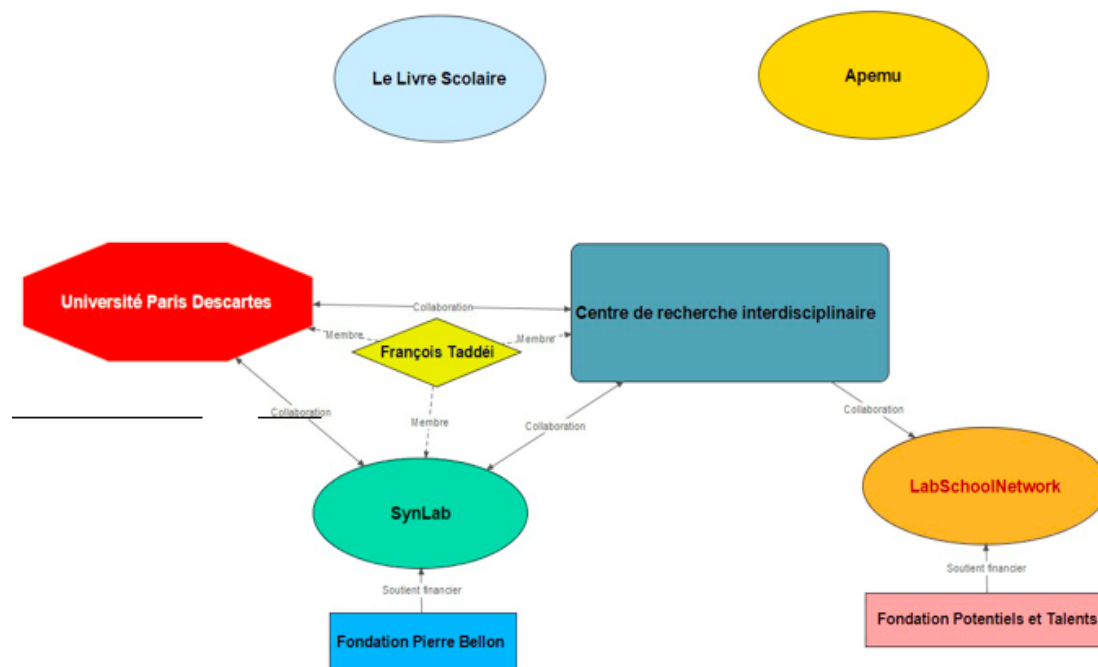 Le Livre Scolaire
Apemu
Université Paris Descartes
Collaboration
Centre de recherche interdisciplinaire
Membre
Membre
François Taddéi
Collaboration
Membre
Collaboration
Collaboration
SynLab
LabSchoolNetwork
Soutient financier
Soutient financier
Fondation Pierre Bellon
Fondation Potentiels et Talents